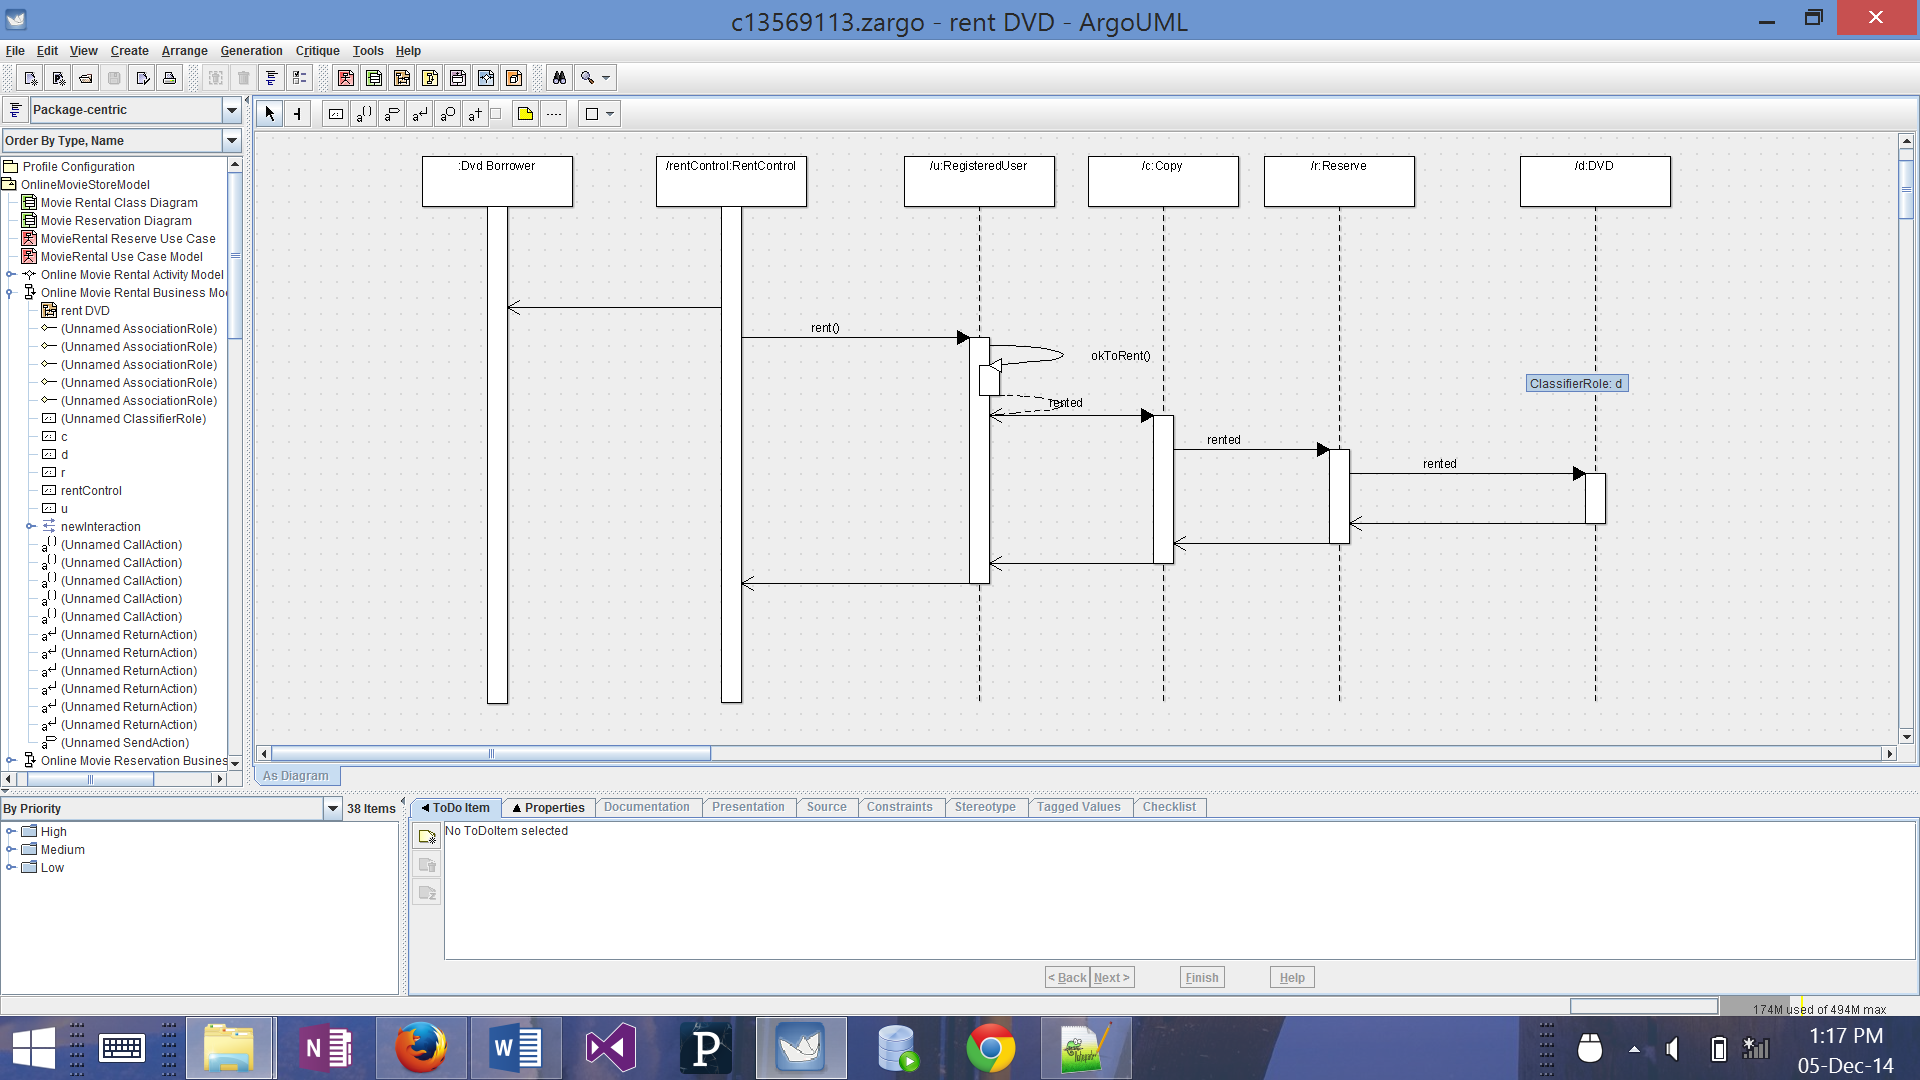 c13569113.zargo - rent DVD - ArgoUML
File Edit View Create Arrange Generation Critique Tools Help
Package-centric
Order By Type, Name
Profile Configuration
OnlineMovieStoreModel
Movie Rental Class Diagram
Movie Reservation Diagram
MovieRental Reserve Use Case
MovieRental Use Case Model
Online Movie Rental Activity Model
Online Movie Rental Business Mo
rent DVD
(Unnamed AssociationRole)
(Unnamed AssociationRole)
(Unnamed AssociationRole)
(Unnamed AssociationRole)
(Unnamed AssociationRole)
(Unnamed ClassifierRole)
c
d
r
rentControl
u
newInteraction
(Unnamed CallAction)
(Unnamed CallAction)
(Unnamed CallAction)
(Unnamed CallAction)
(Unnamed CallAction)
(Unnamed ReturnAction)
(Unnamed ReturnAction)
(Unnamed ReturnAction)
(Unnamed ReturnAction)
(Unnamed ReturnAction)
(Unnamed ReturnAction)
(Unnamed SendAction)
Online Movie Reservation Busines
:Dvd Borrower /rentControl:RentControl /u:RegisteredUser /c:Copy /r:Reserve /d:DVD
rent()
okToRent()
ClassifierRole: d
rented
rented
rented
As Diagram
By Priority 38 Items
High
Medium
Low
ToDo Item Properties Documentation Presentation Source Constraints Stereotype Tagged Values Checklist
No ToDoItem selected
< Back Next > Finish Help
174M used of 494M max
1:17 PM
05-Dec-14